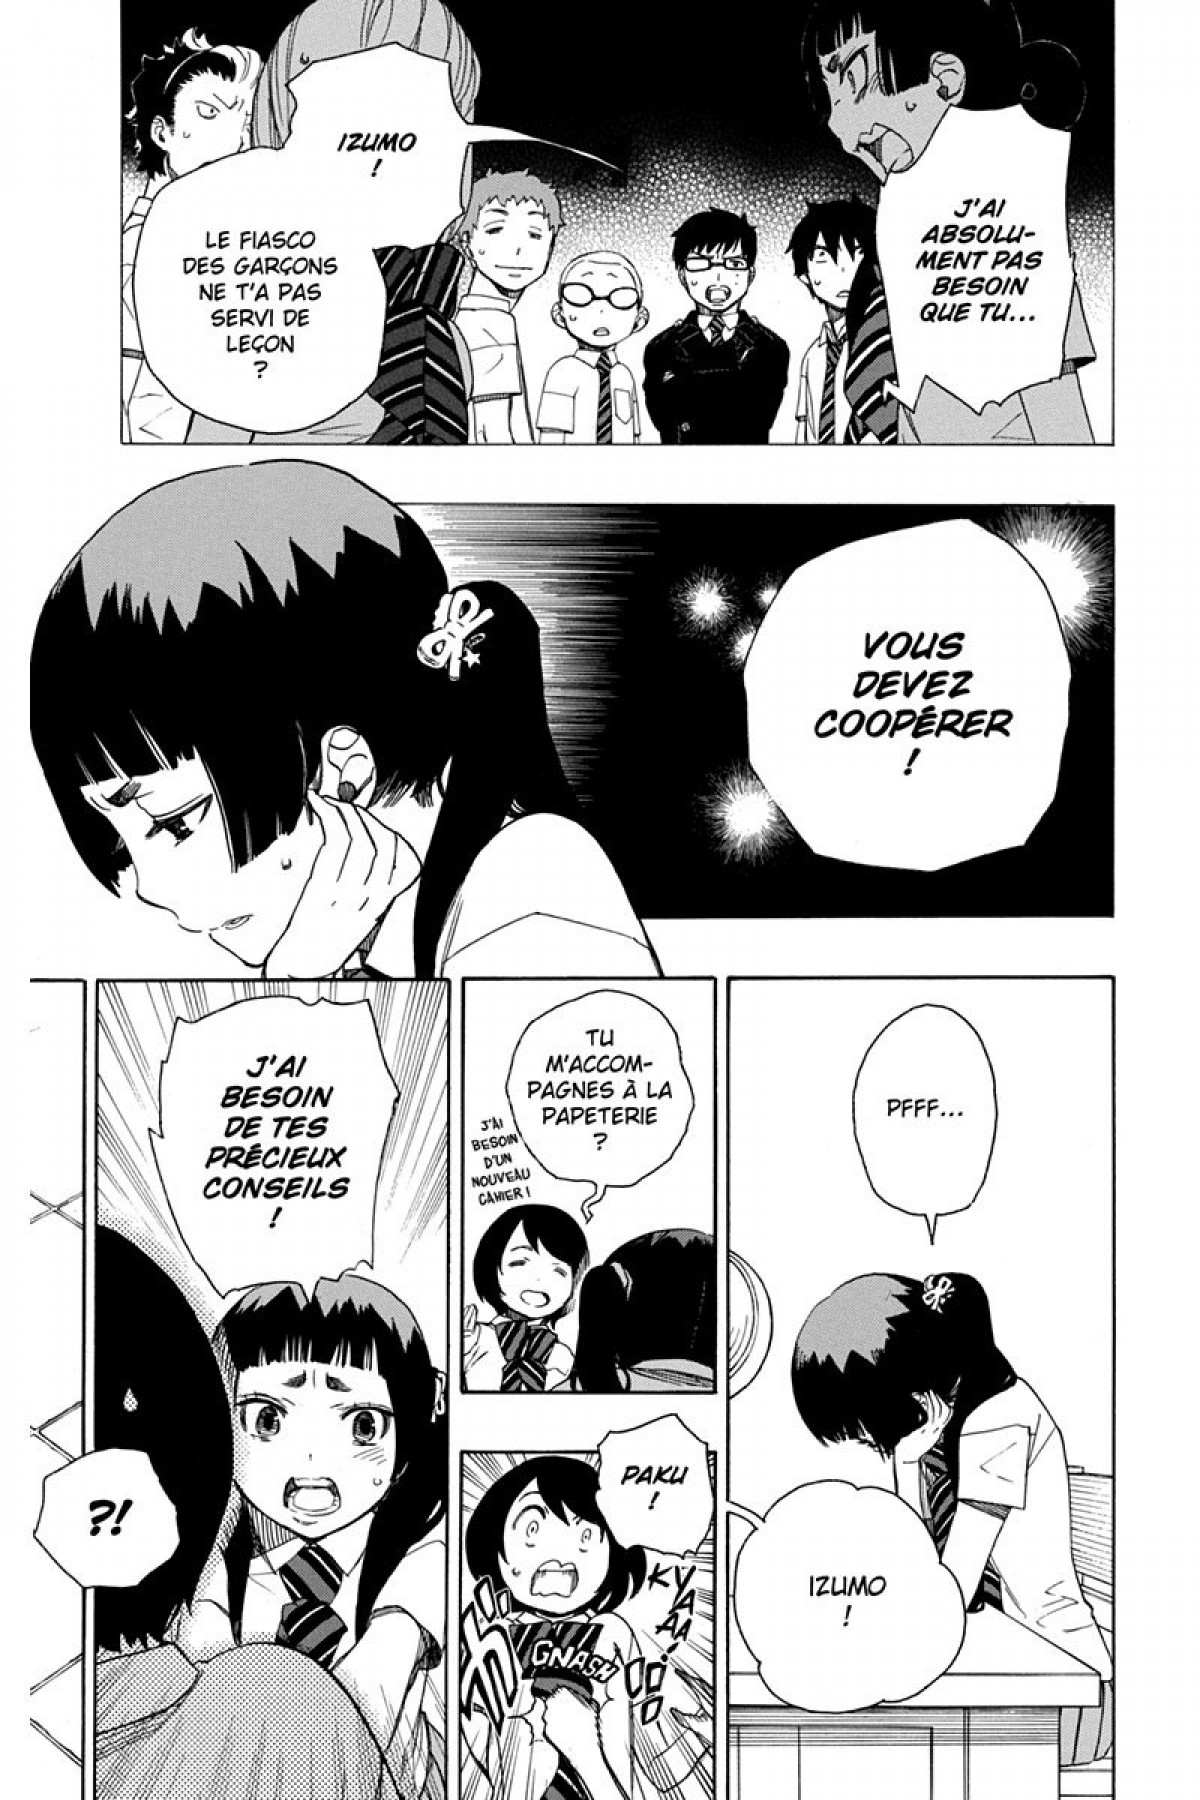 J'AI
ABSOLU-
MENT PAS
BESOIN
QUE TU...
IZUMO
!
LE FIASCO
DES GARÇONS
NE T'A PAS
SERVI DE
LEÇON
?
VOUS
DEVEZ
COOPÉRER
!
PFFF...
IZUMO
!
TU
M'ACCOM-
PAGNES À LA
PAPETERIE
?
J'AI
BESOIN
D'UN
NOUVEAU
CAHIER !
PAKU
!
KYAAA!
GNASH
J'AI
BESOIN
DE TES
PRÉCIEUX
CONSEILS
!
?!